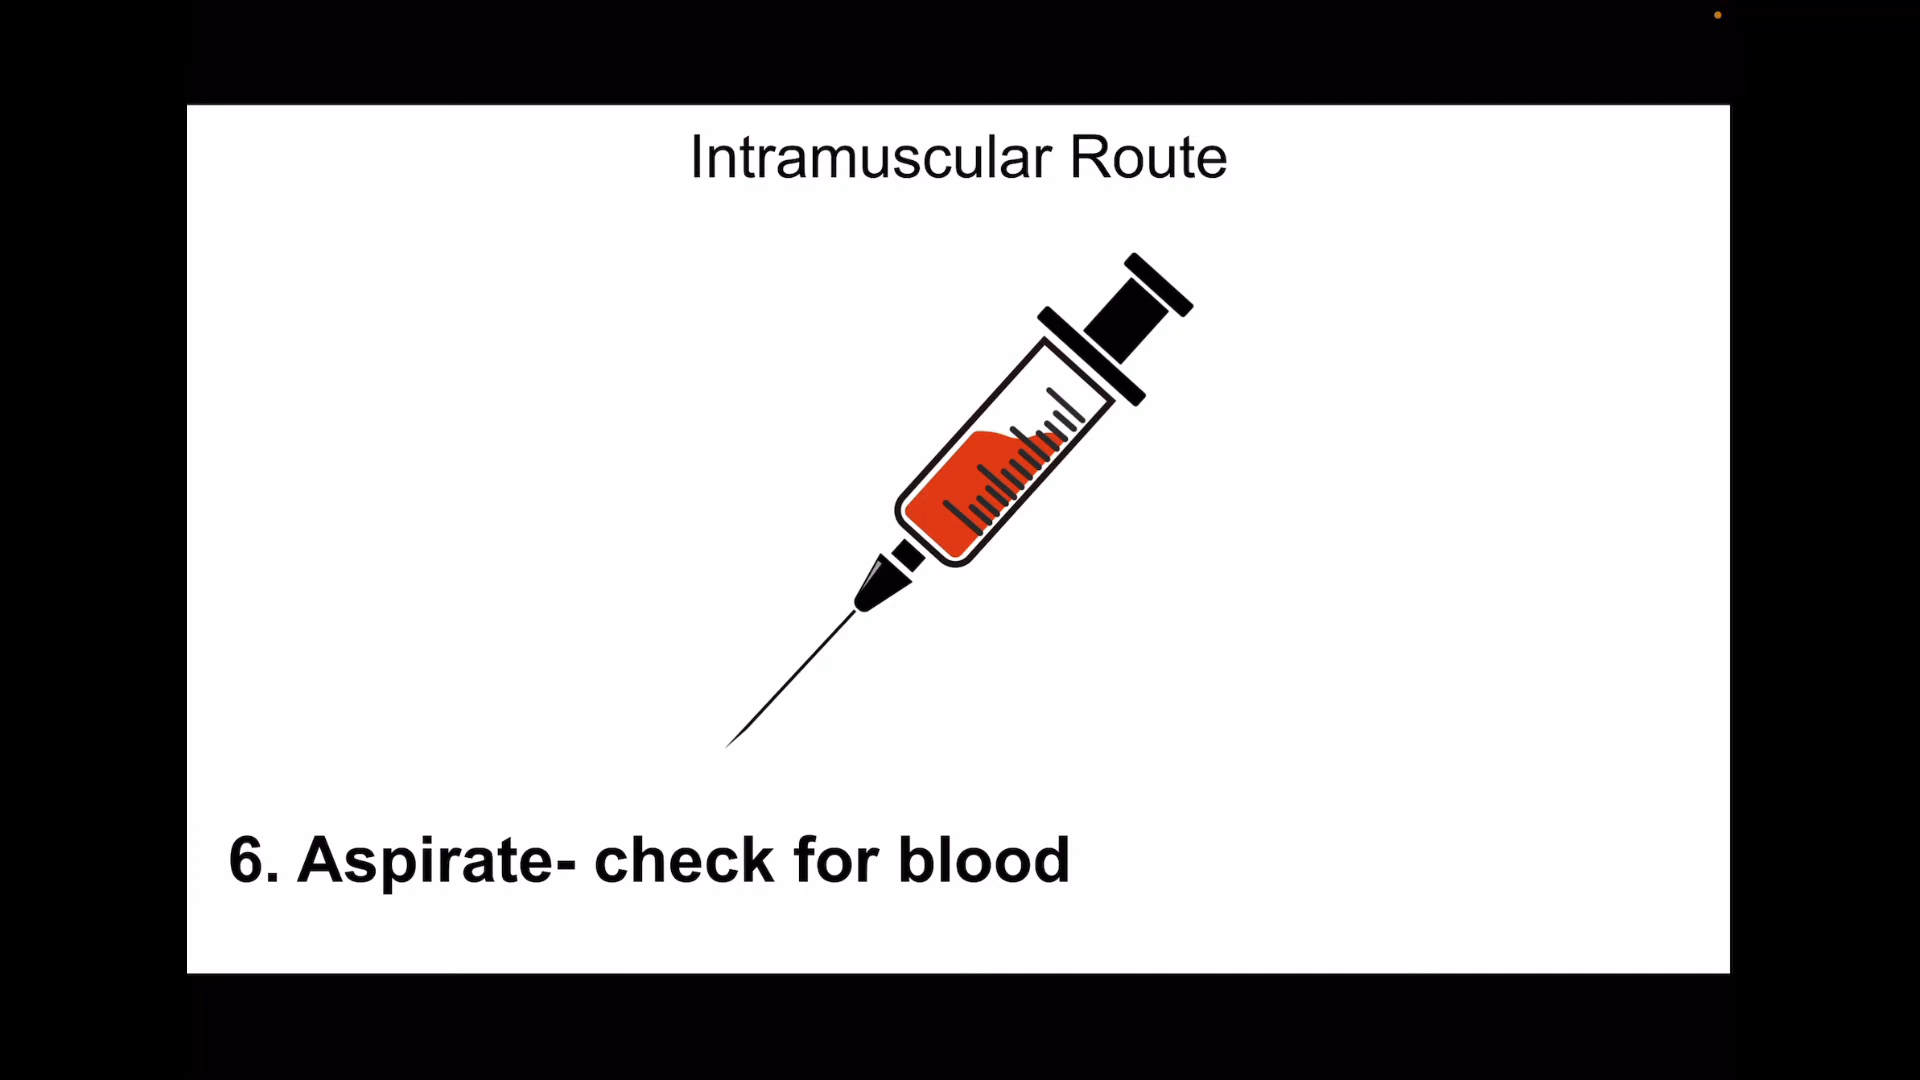 Intramuscular Route
6. Aspirate- check for blood